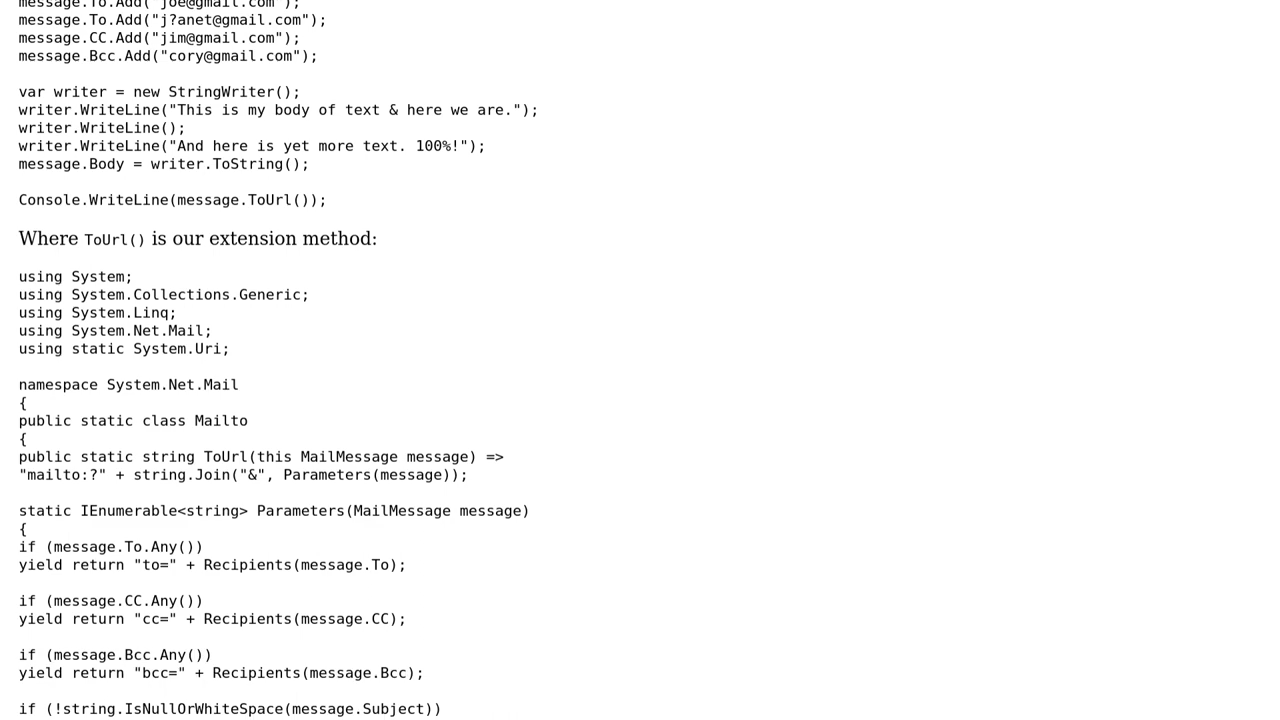 message.To.Add("joe@gmail.com");
message.To.Add("j?anet@gmail.com");
message.CC.Add("jim@gmail.com");
message.Bcc.Add("cory@gmail.com");

var writer = new StringWriter();
writer.WriteLine("This is my body of text & here we are.");
writer.WriteLine();
writer.WriteLine("And here is yet more text. 100%!");
message.Body = writer.ToString();

Console.WriteLine(message.ToUrl());

Where ToUrl() is our extension method:

using System;
using System.Collections.Generic;
using System.Linq;
using System.Net.Mail;
using static System.Uri;

namespace System.Net.Mail
{
public static class Mailto
{
public static string ToUrl(this MailMessage message) =>
"mailto:?" + string.Join("&", Parameters(message));

static IEnumerable<string> Parameters(MailMessage message)
{
if (message.To.Any())
yield return "to=" + Recipients(message.To);

if (message.CC.Any())
yield return "cc=" + Recipients(message.CC);

if (message.Bcc.Any())
yield return "bcc=" + Recipients(message.Bcc);

if (!string.IsNullOrWhiteSpace(message.Subject))